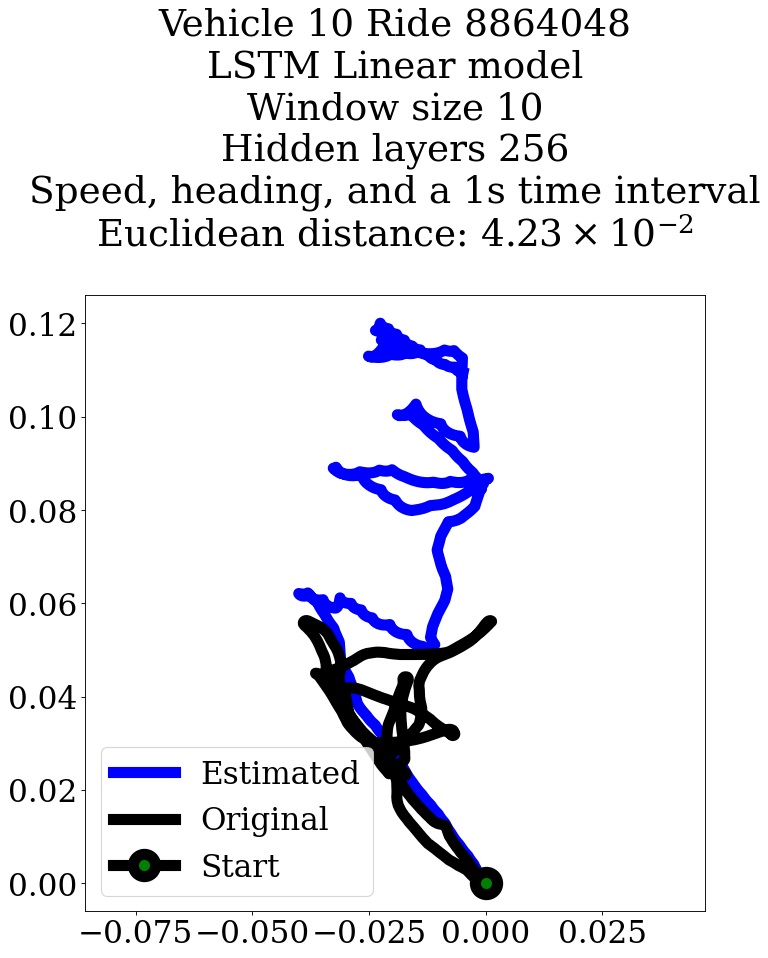 Vehicle 10 Ride 8864048
LSTM Linear model
Window size 10
Hidden layers 256
Speed, heading, and a 1s time interval
Euclidean distance: 4.23 × 10⁻²
0.12
0.10
0.08
0.06
0.04
0.02
0.00
Estimated
Original
Start
−0.075 −0.050 −0.025 0.000 0.025